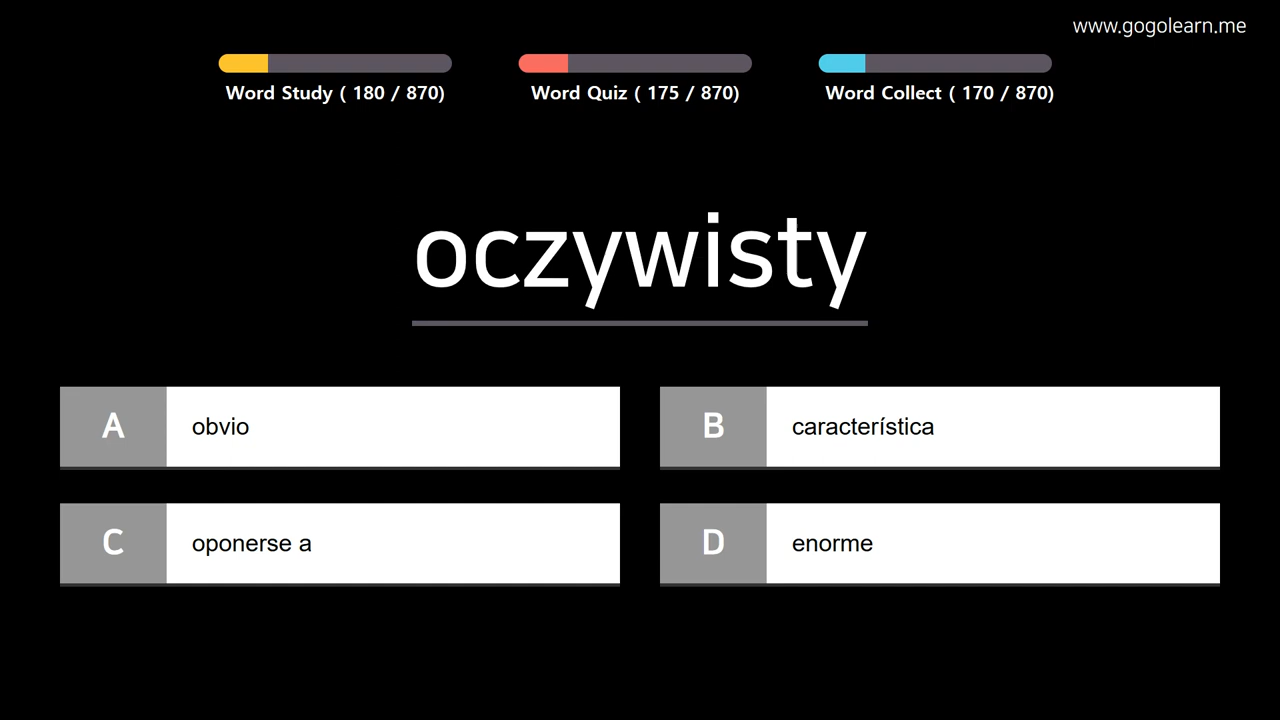 www.gogolearn.me
Word Study ( 180 / 870)
Word Quiz ( 175 / 870)
Word Collect ( 170 / 870)
oczywisty
A obvio
B característica
C oponerse a
D enorme